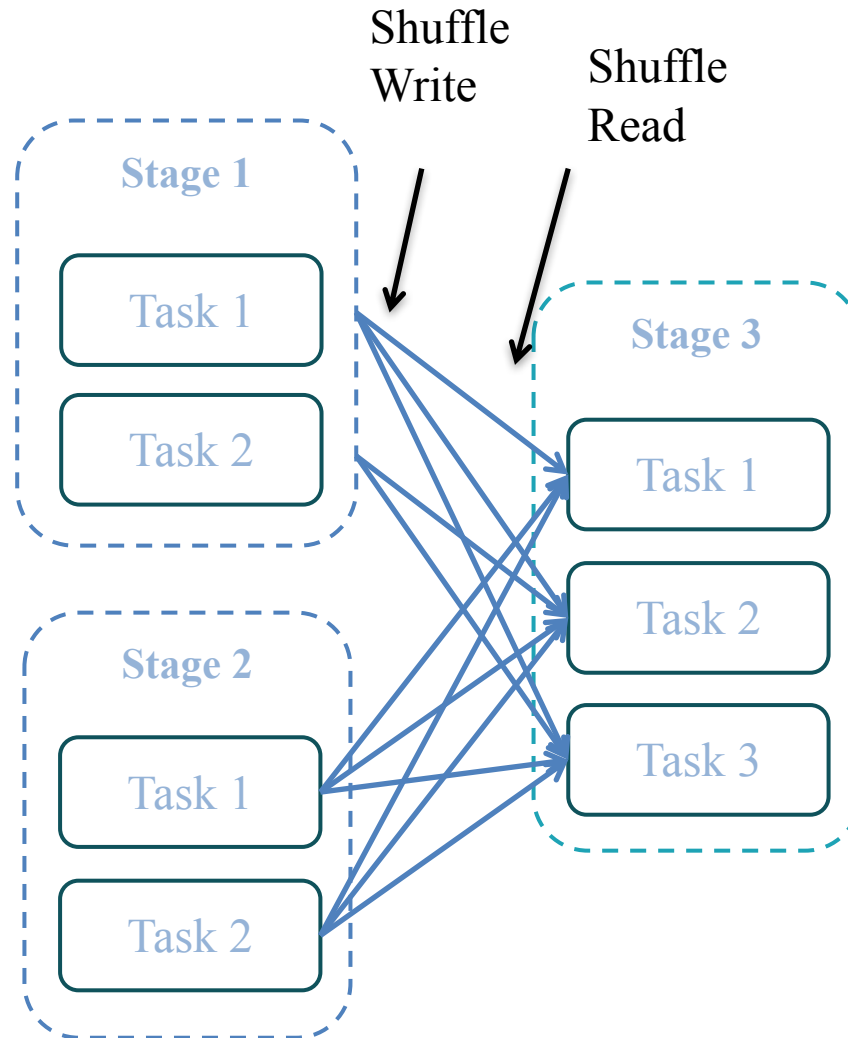 Shuffle
Write
Shuffle
Read
Stage 1
Task 1
Task 2
Stage 2
Task 1
Task 2
Stage 3
Task 1
Task 2
Task 3